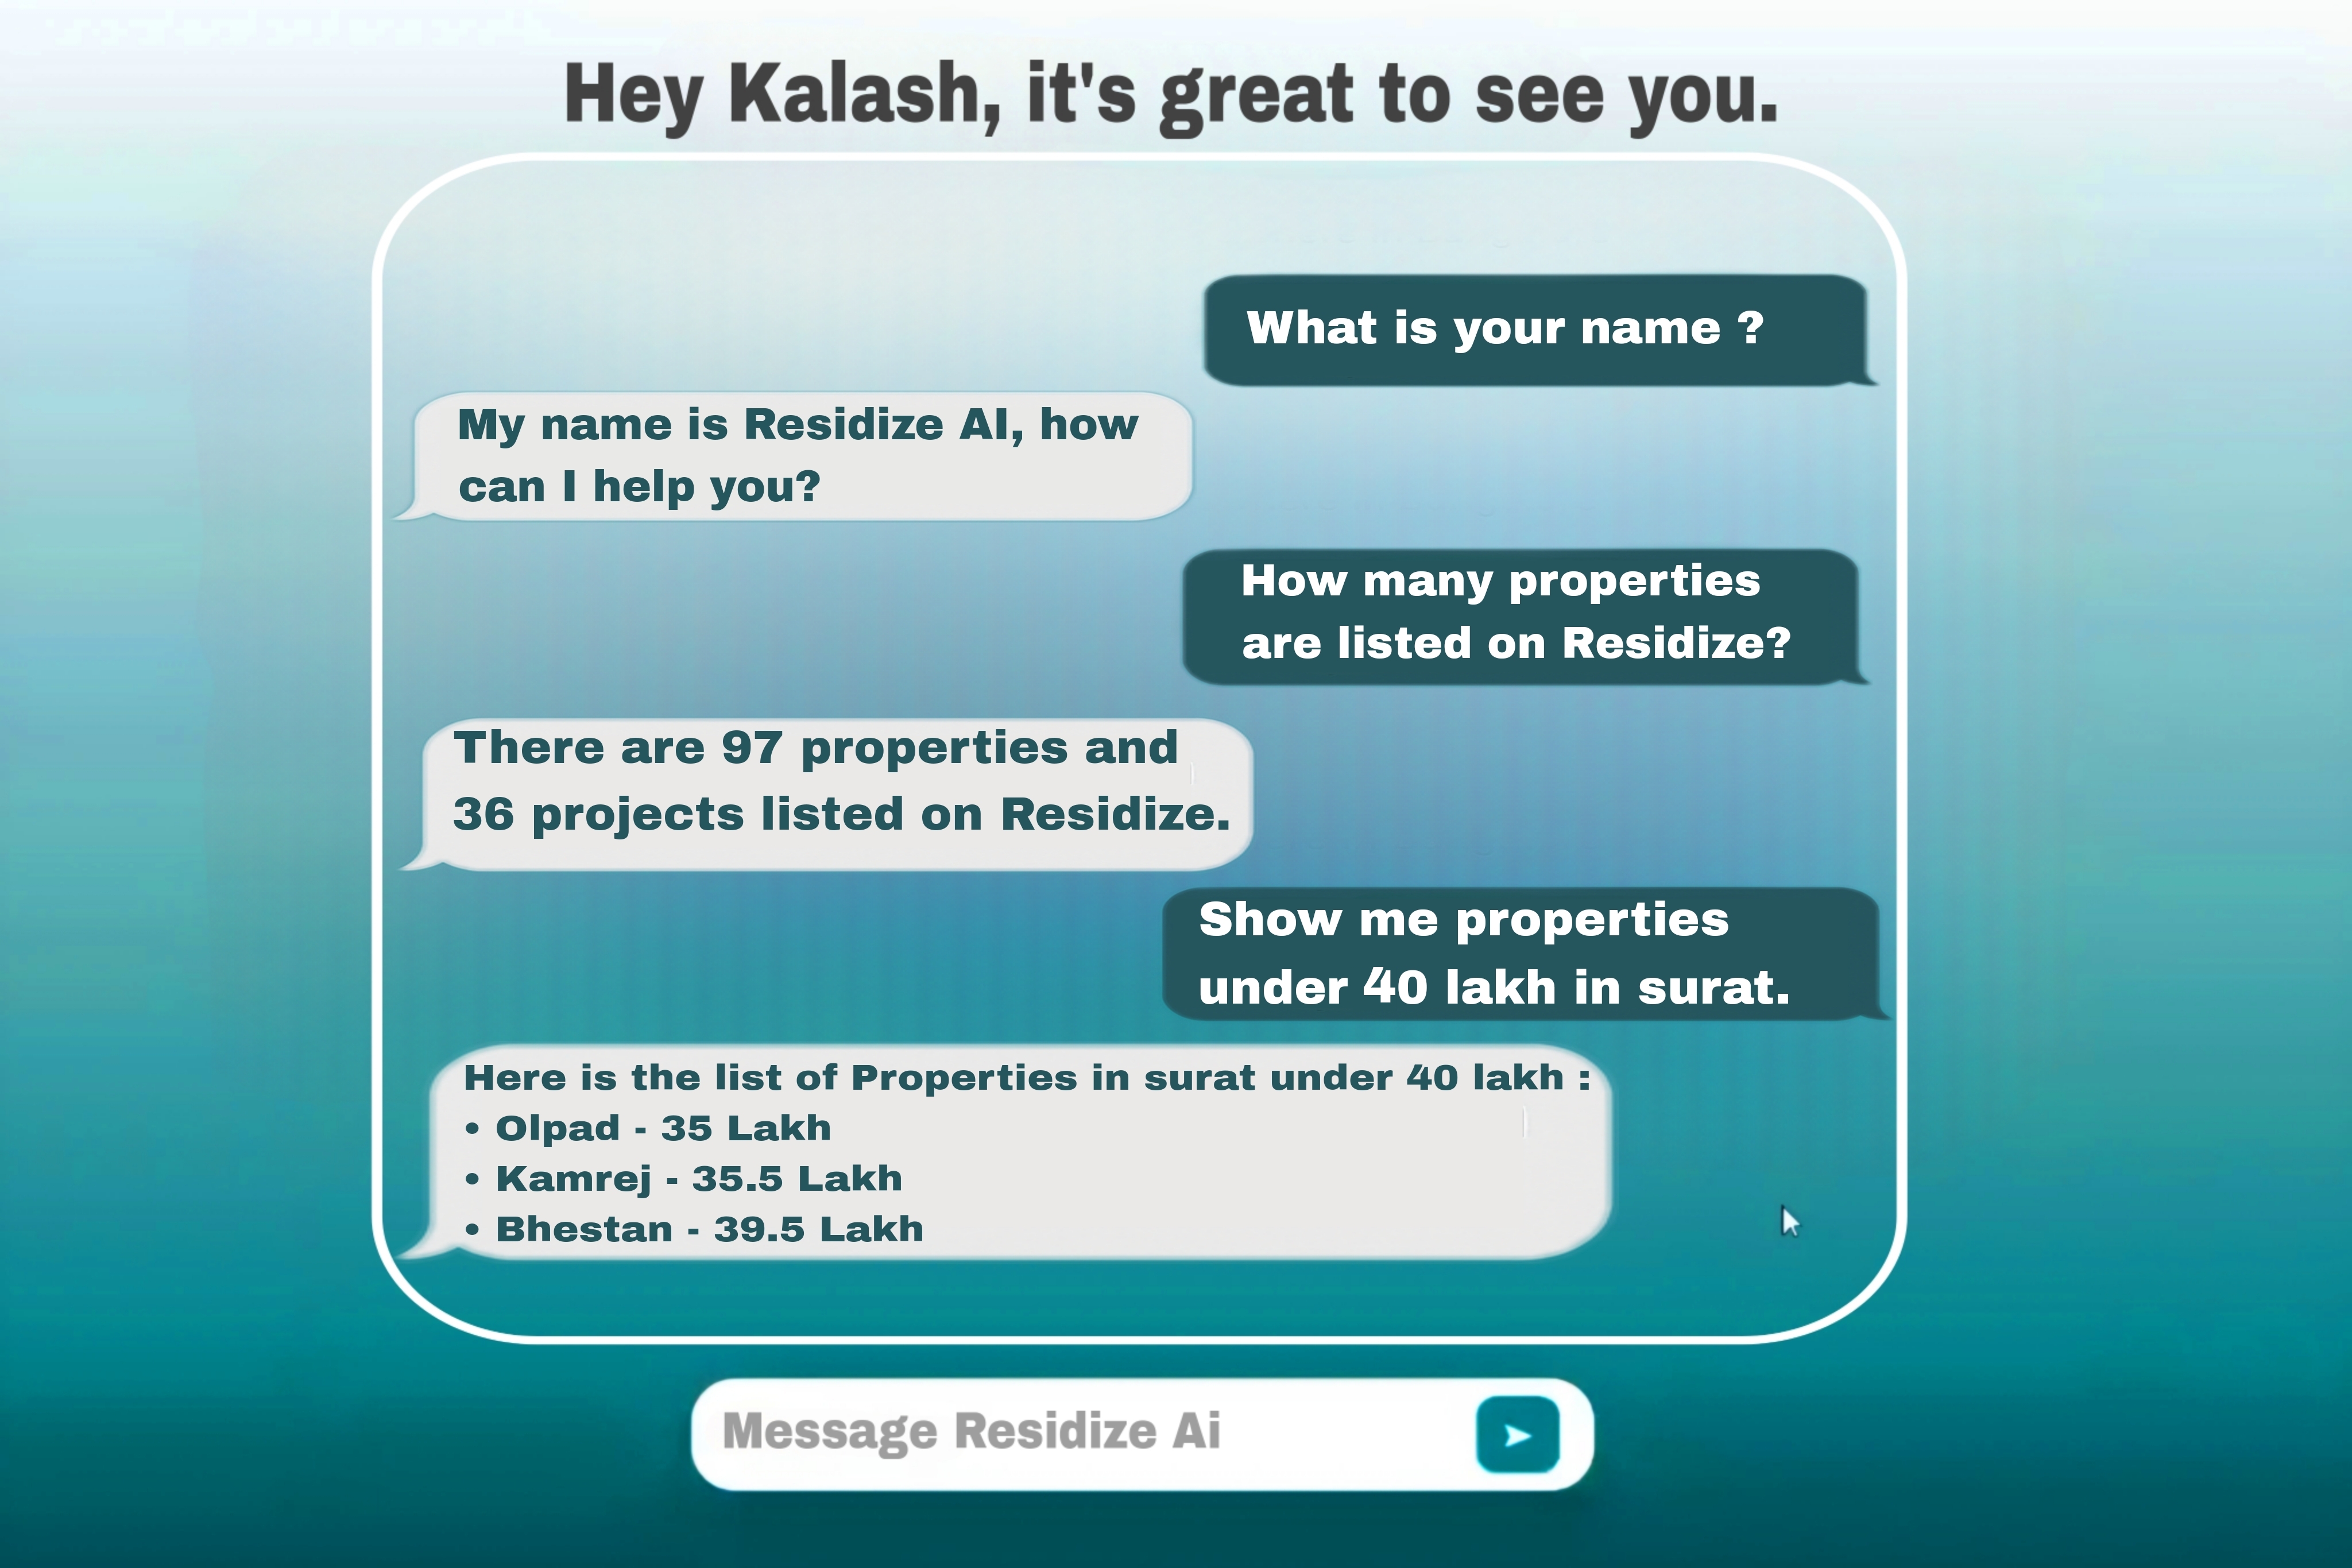 Hey Kalash, it's great to see you.
What is your name ?
My name is Residize AI, how
can I help you?
How many properties
are listed on Residize?
There are 97 properties and
36 projects listed on Residize.
Show me properties
under 40 lakh in surat.
Here is the list of Properties in surat under 40 lakh :
• Olpad - 35 Lakh
• Kamrej - 35.5 Lakh
• Bhestan - 39.5 Lakh
Message Residize Ai